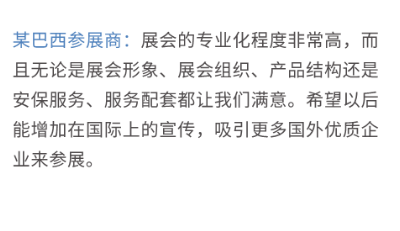 某巴西参展商：展会的专业化程度非常高，而
且无论是展会形象、展会组织、产品结构还是
安保服务、服务配套都让我们满意。希望以后
能增加在国际上的宣传，吸引更多国外优质企
业来参展。